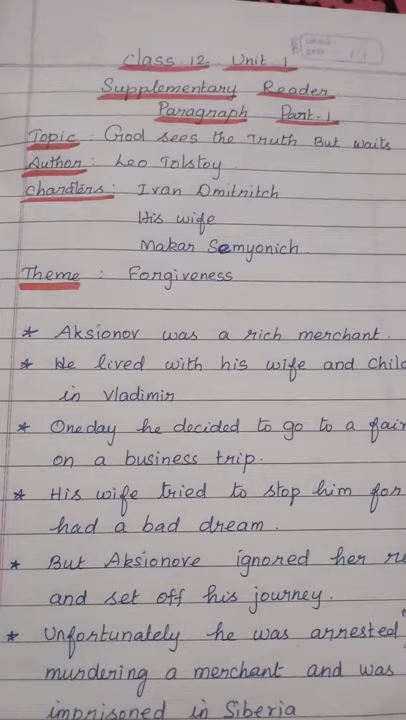 Class 12 Unit 1
Supplementary Reader
Paragraph Part-1
Topic : God sees the Truth But waits
Author : Leo Tolstoy
: Ivan Dmitritch
His wife
Makar Semyonich
Theme : Forgiveness
* Aksionov was a rich merchant.
* He lived with his wife and child
in Vladimir
* Oneday he decided to go to a fair
on a business trip.
* His wife tried to stop him for
had a bad dream.
* But Aksionove ignored her
and set off his journey.
* Unfortunately he was arrested
murdering a merchant and was
imprisoned in Siberia